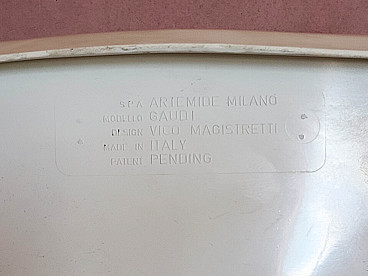 S.P.A ARTEMIDE MILANO
MODELLO GAUDI
DESIGN VICO MAGISTRETTI
MADE IN ITALY
PATENT PENDING